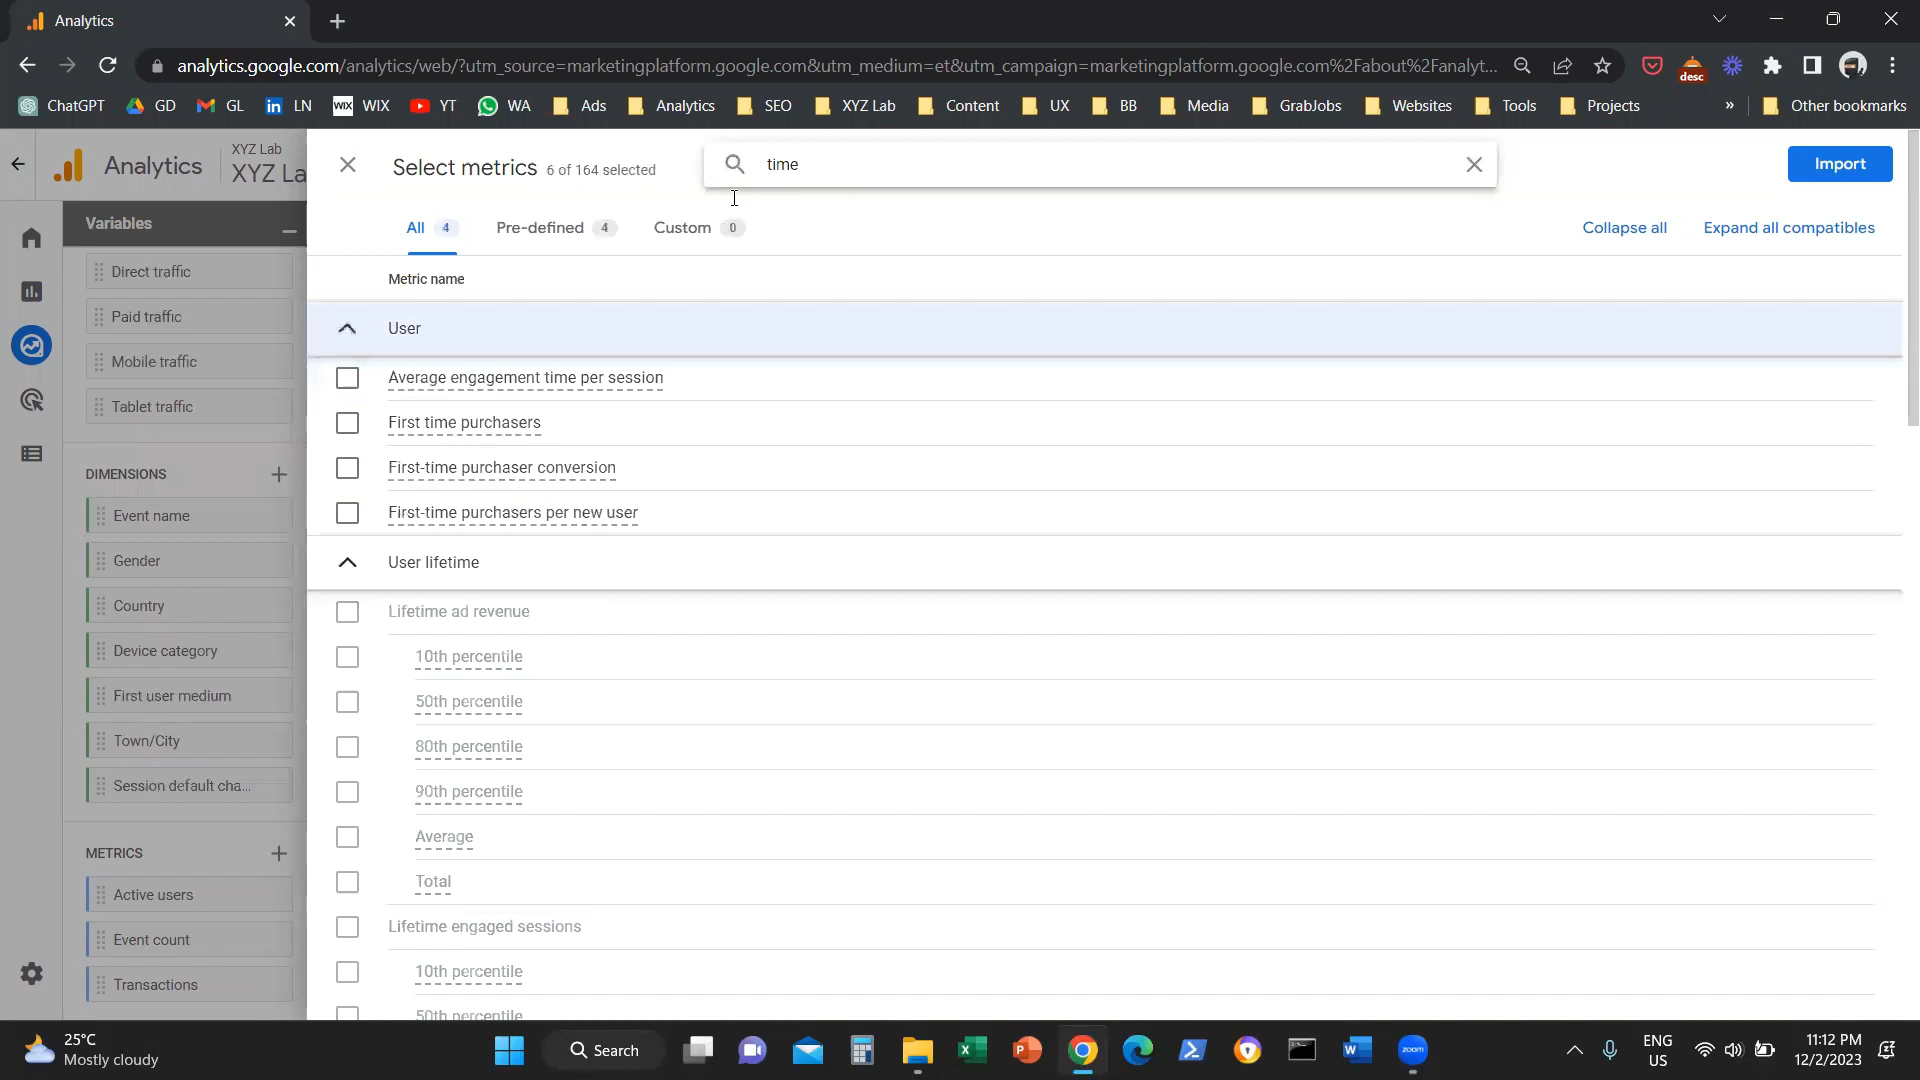 Analytics
analytics.google.com/analytics/web/?utm_source=marketingplatform.google.com&utm_medium=et&utm_campaign=marketingplatform.google.com%2Fabout%2Fanalyt...
desc
ChatGPT GD GL LN WIX WIX YT WA Ads Analytics SEO XYZ Lab Content UX BB Media GrabJobs Websites Tools Projects » Other bookmarks
Analytics
XYZ Lab
XYZ La
Select metrics 6 of 164 selected
time
Import
All 4 Pre-defined 4 Custom 0
Collapse all Expand all compatibles
Metric name
User
Average engagement time per session
First time purchasers
First-time purchaser conversion
First-time purchasers per new user
User lifetime
Lifetime ad revenue
10th percentile
50th percentile
80th percentile
90th percentile
Average
Total
Lifetime engaged sessions
10th percentile
50th percentile
Variables
Direct traffic
Paid traffic
Mobile traffic
Tablet traffic
DIMENSIONS
Event name
Gender
Country
Device category
First user medium
Town/City
Session default cha...
METRICS
Active users
Event count
Transactions
25°C
Mostly cloudy
Search
zoom
ENG
US
11:12 PM
12/2/2023